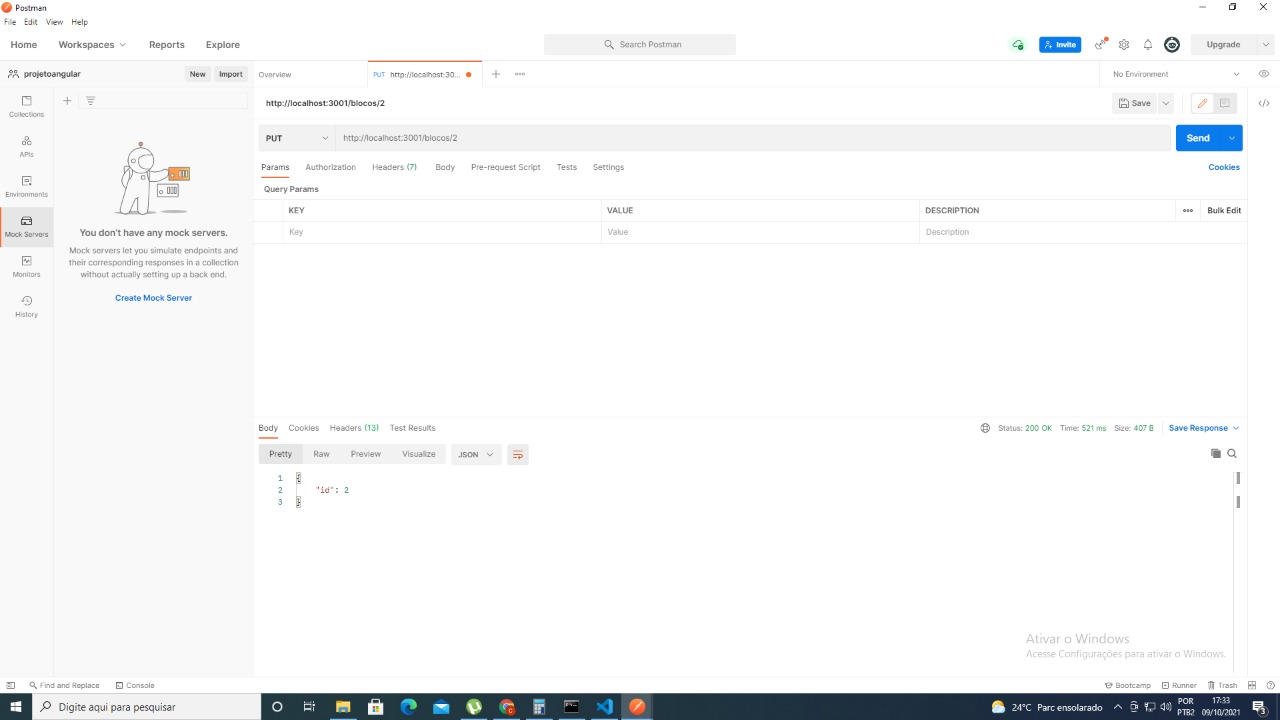 Postman
File Edit View Help
Home Workspaces Reports Explore Search Postman Invite Upgrade
projetoangular New Import Overview PUT http://localhost:30... No Environment
Collections
APIs
Environments
Mock Servers
Monitors
History
You don't have any mock servers.
Mock servers let you simulate endpoints and
their corresponding responses in a collection
without actually setting up a back end.
Create Mock Server
http://localhost:3001/blocos/2 Save
PUT http://localhost:3001/blocos/2 Send
Params Authorization Headers (7) Body Pre-request Script Tests Settings Cookies
Query Params
KEY VALUE DESCRIPTION Bulk Edit
Key Value Description
Body Cookies Headers (13) Test Results Status: 200 OK Time: 521 ms Size: 407 B Save Response
Pretty Raw Preview Visualize JSON
1 {
2 "id": 2
3 }
Ativar o Windows
Acesse Configurações para ativar o Windows.
Find and Replace Console Bootcamp Runner Trash
Digite aqui para pesquisar 24°C Parc ensolarado POR 17:33
PTB2 09/10/2021